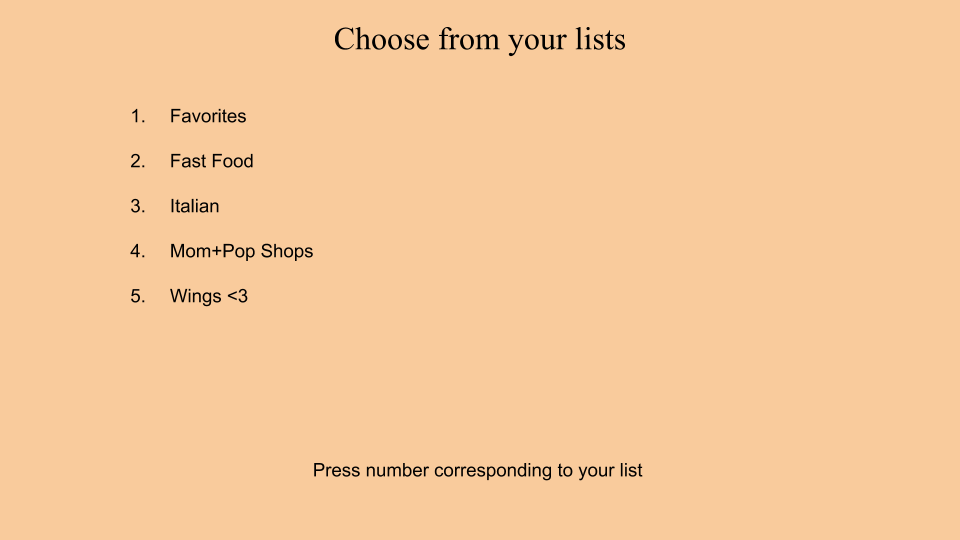 Choose from your lists
1. Favorites
2. Fast Food
3. Italian
4. Mom+Pop Shops
5. Wings <3
Press number corresponding to your list